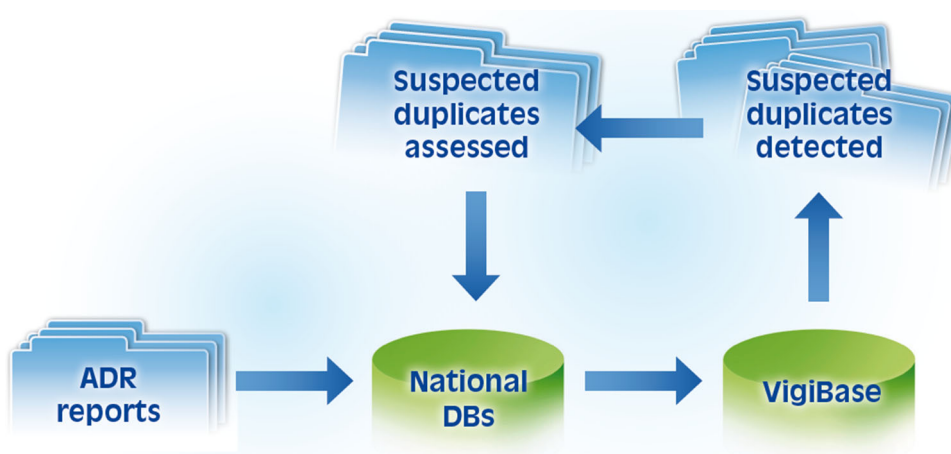 Suspected
duplicates
assessed
Suspected
duplicates
detected
ADR
reports
National
DBs
VigiBase